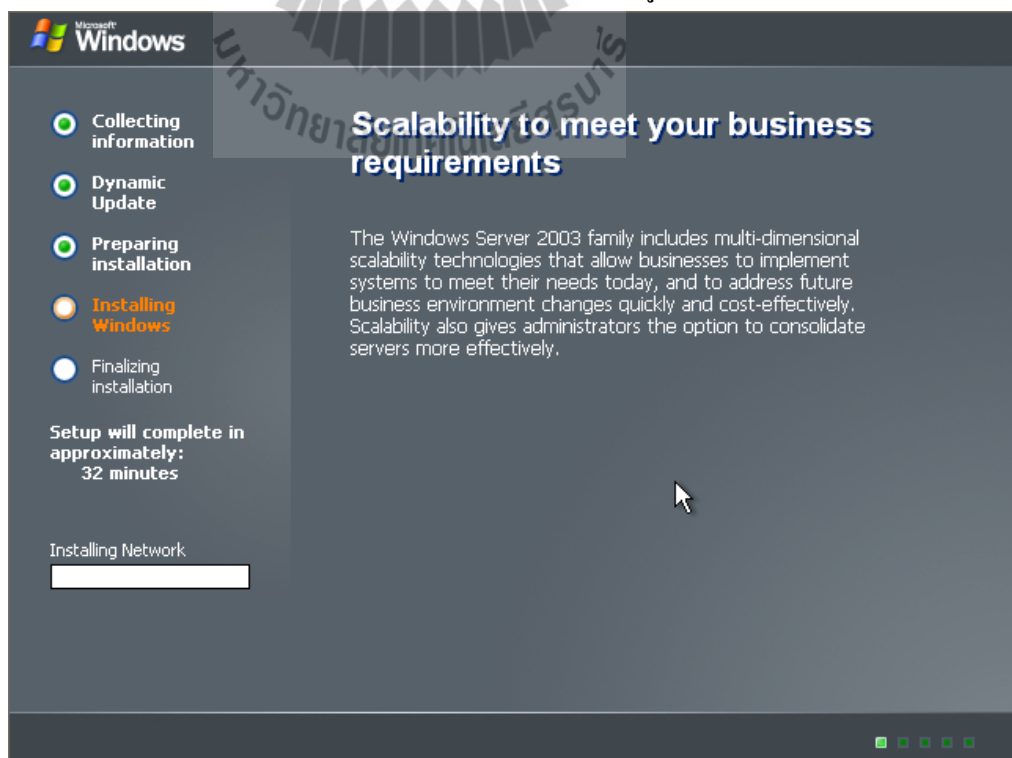 Microsoft
Windows
Collecting
information
Dynamic
Update
Preparing
installation
Installing
Windows
Finalizing
installation
Setup will complete in
approximately:
32 minutes
Installing Network
Scalability to meet your business
requirements
The Windows Server 2003 family includes multi-dimensional
scalability technologies that allow businesses to implement
systems to meet their needs today, and to address future
business environment changes quickly and cost-effectively.
Scalability also gives administrators the option to consolidate
servers more effectively.